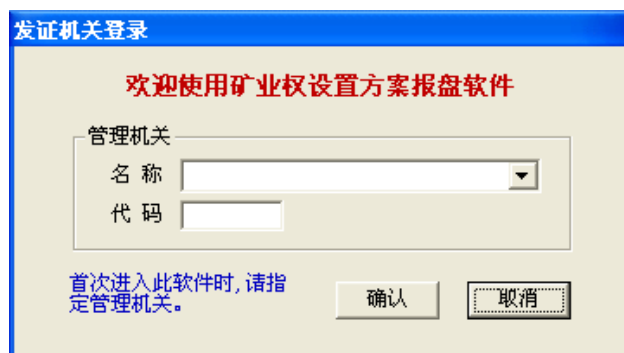 发证机关登录
欢迎使用矿业权设置方案报盘软件
管理机关
名 称
代 码
首次进入此软件时,请指
定管理机关。
确认
取消